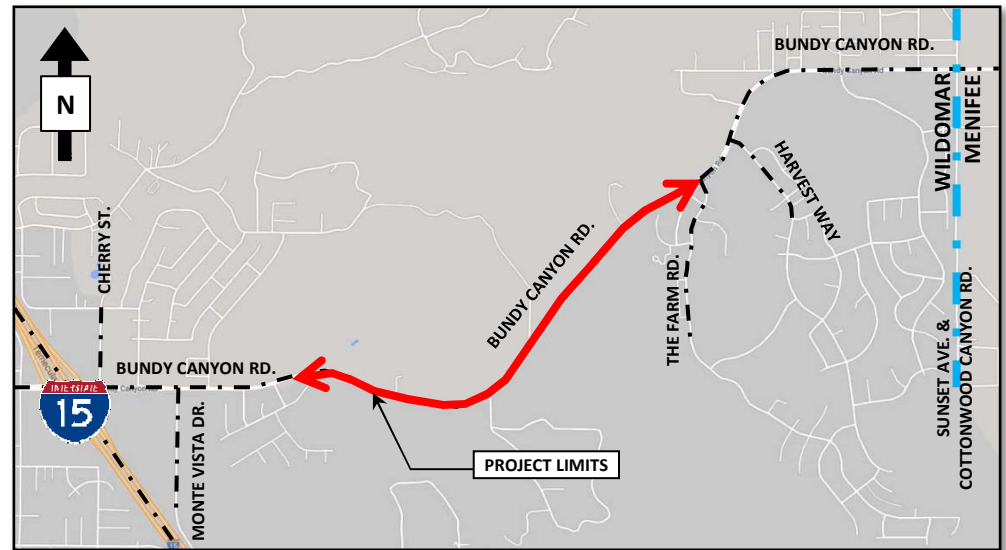 BUNDY CANYON RD.
N
WILDOMAR
MENIFEE
HARVEST WAY
CHERRY ST.
BUNDY CANYON RD.
THE FARM RD.
SUNSET AVE. &
COTTONWOOD CANYON RD.
BUNDY CANYON RD.
INTERSTATE
15
MONTE VISTA DR.
PROJECT LIMITS
15